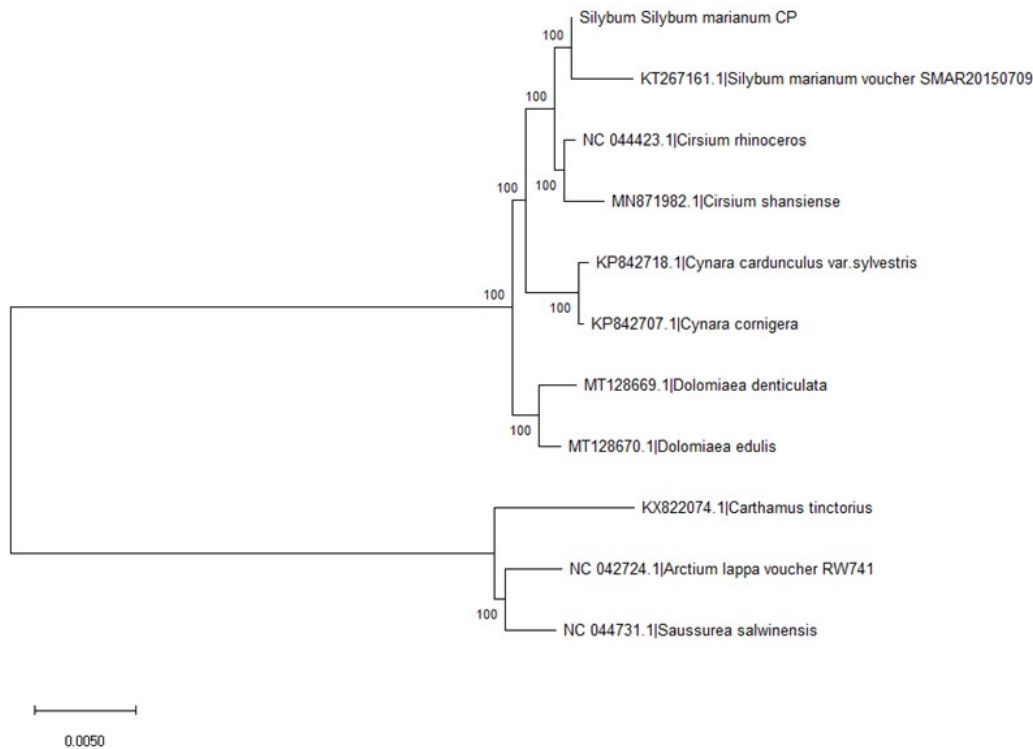 Silybum Silybum marianum CP
100
KT267161.1|Silybum marianum voucher SMAR20150709
100
NC 044423.1|Cirsium rhinoceros
100
100
MN871982.1|Cirsium shansiense
KP842718.1|Cynara cardunculus var.sylvestris
100
100
KP842707.1|Cynara cornigera
MT128669.1|Dolomiaea denticulata
100
MT128670.1|Dolomiaea edulis
KX822074.1|Carthamus tinctorius
NC 042724.1|Arctium lappa voucher RW741
100
NC 044731.1|Saussurea salwinensis
0.0050